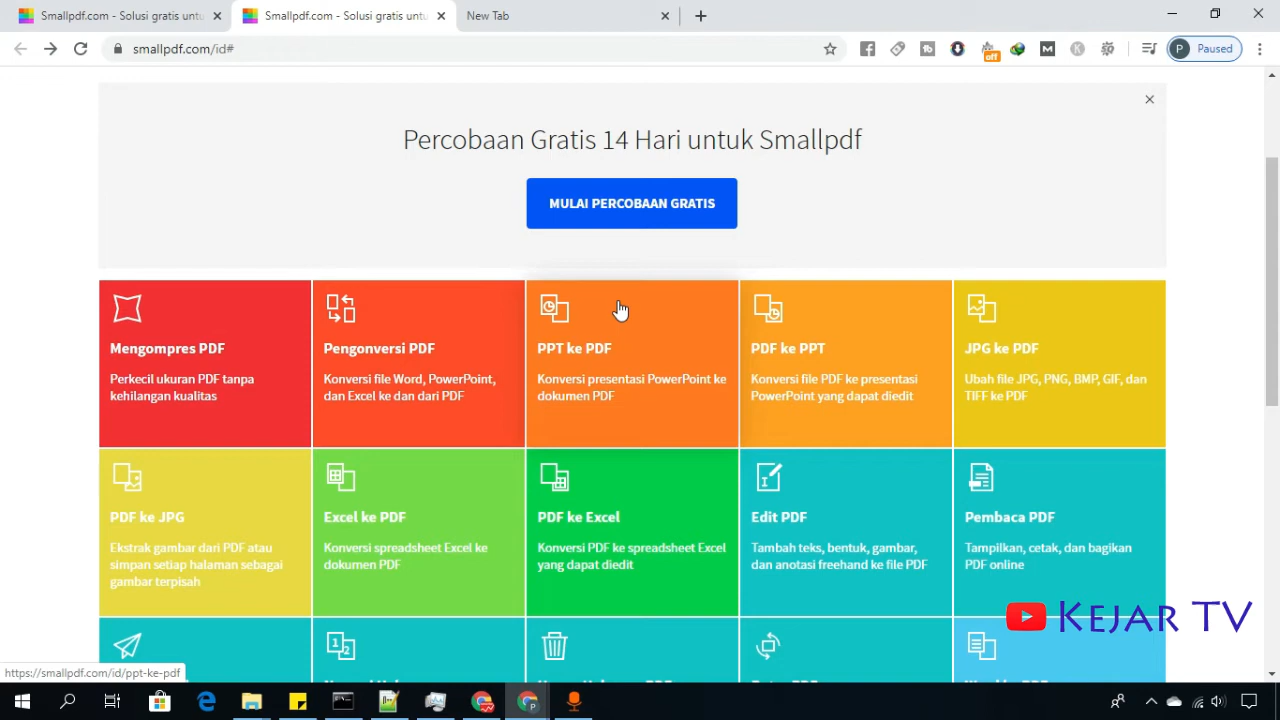 Smallpdf.com - Solusi gratis untu
Smallpdf.com - Solusi gratis untu
New Tab
smallpdf.com/id#
off
M
K
P
Paused
Percobaan Gratis 14 Hari untuk Smallpdf
MULAI PERCOBAAN GRATIS
Mengompres PDF
Perkecil ukuran PDF tanpa
kehilangan kualitas
Pengonversi PDF
Konversi file Word, PowerPoint,
dan Excel ke dan dari PDF
PPT ke PDF
Konversi presentasi PowerPoint ke
dokumen PDF
PDF ke PPT
Konversi file PDF ke presentasi
PowerPoint yang dapat diedit
JPG ke PDF
Ubah file JPG, PNG, BMP, GIF, dan
TIFF ke PDF
PDF ke JPG
Ekstrak gambar dari PDF atau
simpan setiap halaman sebagai
gambar terpisah
Excel ke PDF
Konversi spreadsheet Excel ke
dokumen PDF
PDF ke Excel
Konversi PDF ke spreadsheet Excel
yang dapat diedit
Edit PDF
Tambah teks, bentuk, gambar,
dan anotasi freehand ke file PDF
Pembaca PDF
Tampilkan, cetak, dan bagikan
PDF online
KEJAR TV
https://smallpdf.com/id/ppt-ke-pdf